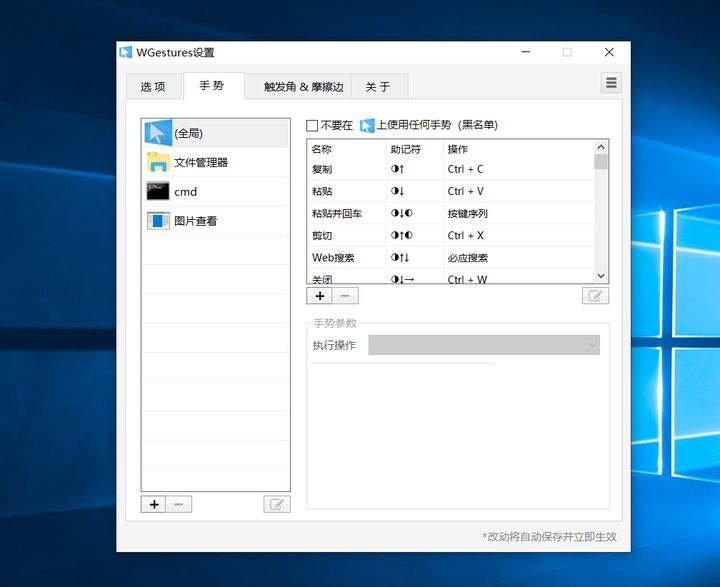 WGestures设置
选 项
手 势
触发角 & 摩擦边
关 于
(全局)
文件管理器
cmd
图片查看
不要在 上使用任何手势（黑名单）
名称 助记符 操作
复制 ◑↑ Ctrl + C
粘贴 ◑↓ Ctrl + V
粘贴并回车 ◑↓◐ 按键序列
剪切 ◑↑◐ Ctrl + X
Web搜索 ◑↑↓ 必应搜索
关闭 ◑↓→ Ctrl + W
手势参数
执行操作
*改动将自动保存并立即生效